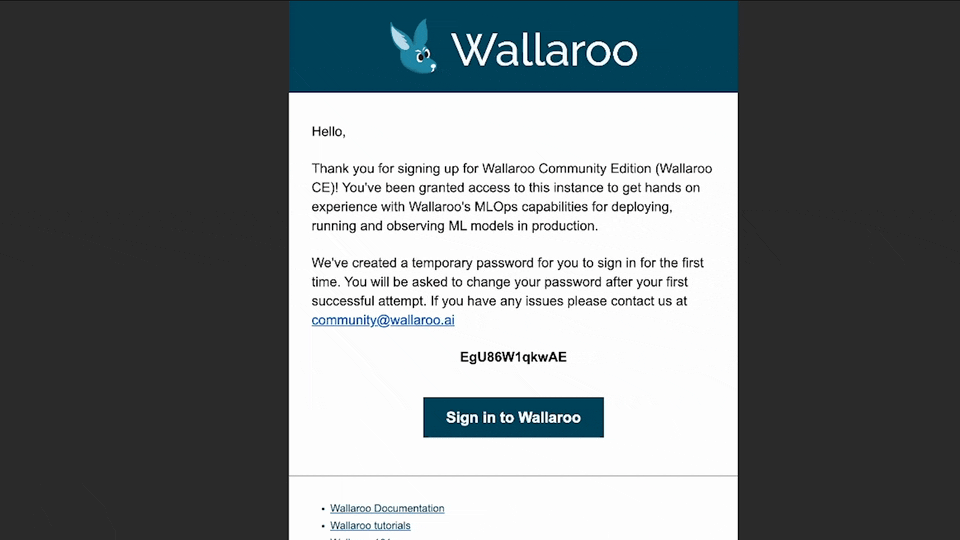 Wallaroo
Hello,
Thank you for signing up for Wallaroo Community Edition (Wallaroo
CE)! You've been granted access to this instance to get hands on
experience with Wallaroo's MLOps capabilities for deploying,
running and observing ML models in production.
We've created a temporary password for you to sign in for the first
time. You will be asked to change your password after your first
successful attempt. If you have any issues please contact us at
community@wallaroo.ai
EgU86W1qkwAE
Sign in to Wallaroo
• Wallaroo Documentation
• Wallaroo tutorials